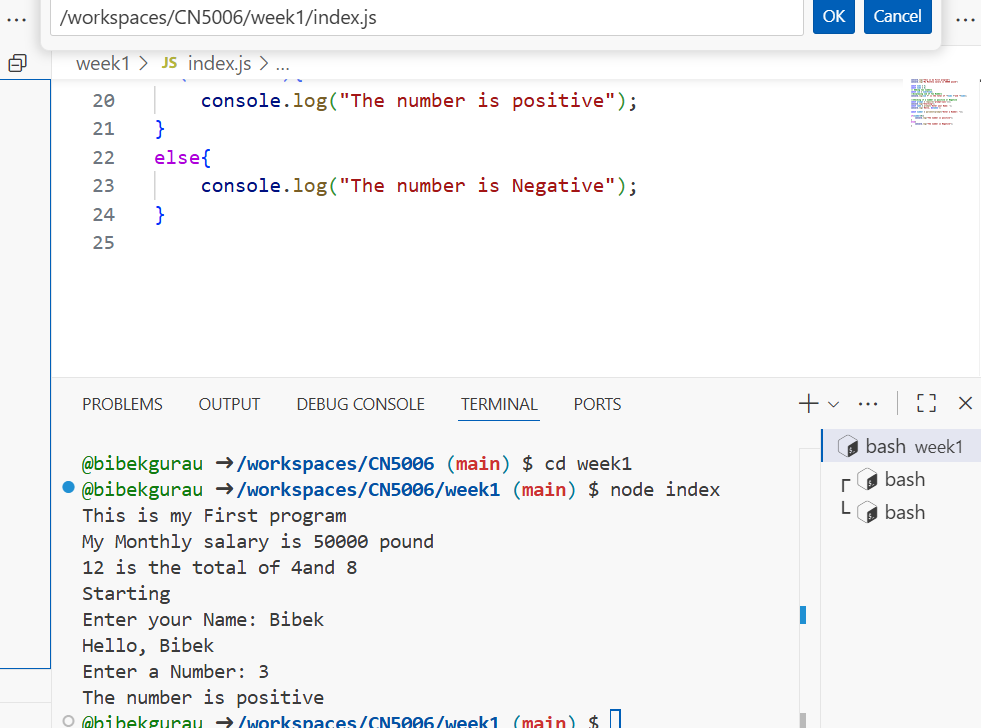 /workspaces/CN5006/week1/index.js
OK
Cancel
week1 > JS index.js > ...
20 console.log("The number is positive");
21 }
22 else{
23 console.log("The number is Negative");
24 }
25
PROBLEMS OUTPUT DEBUG CONSOLE TERMINAL PORTS
@bibekgurau ➜/workspaces/CN5006 (main) $ cd week1
@bibekgurau ➜/workspaces/CN5006/week1 (main) $ node index
This is my First program
My Monthly salary is 50000 pound
12 is the total of 4and 8
Starting
Enter your Name: Bibek
Hello, Bibek
Enter a Number: 3
The number is positive
@bibekgurau ➜/workspaces/CN5006/week1 (main) $
bash week1
bash
bash